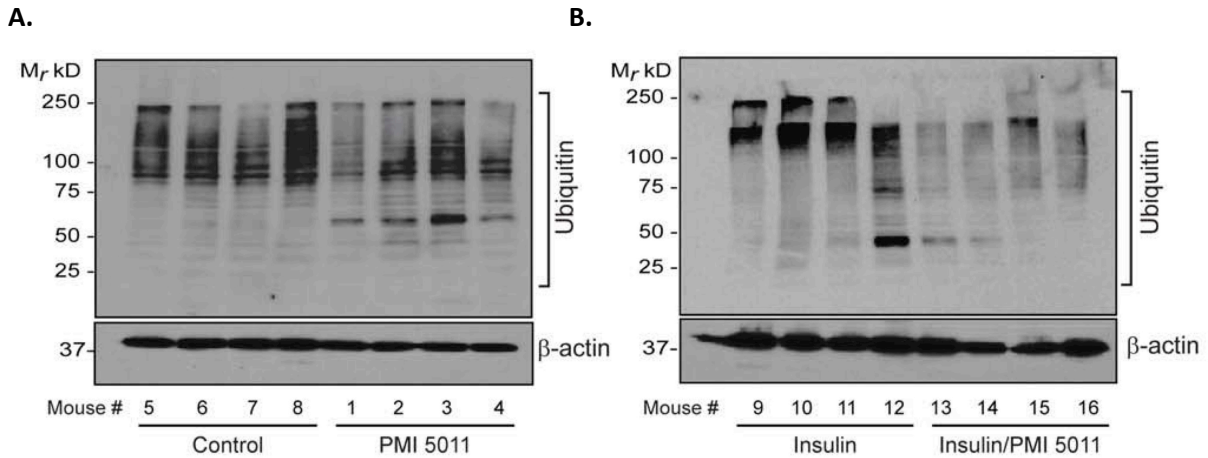 A.
M𝑟 kD
250 -
100 -
75 -
50 -
25 -
37-
Ubiquitin
β-actin
Mouse # 5 6 7 8 1 2 3 4
Control PMI 5011
B.
M𝑟 kD
250 -
100 -
75 -
50 -
25 -
37-
Ubiquitin
β-actin
Mouse # 9 10 11 12 13 14 15 16
Insulin Insulin/PMI 5011